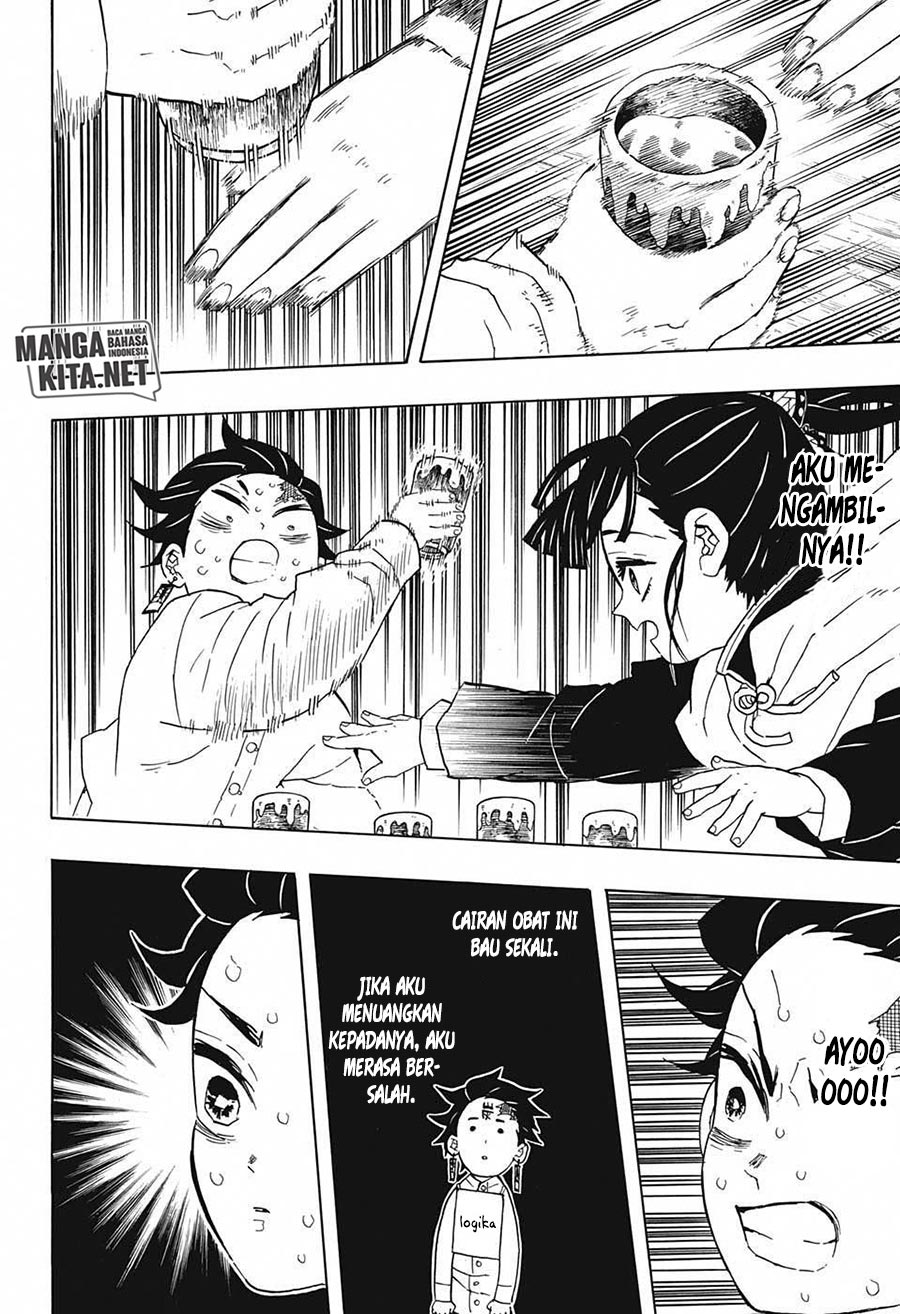 MANGA
KITA.NET
BACA MANGA
BAHASA
INDONESIA
AKU ME-
NGAMBIL-
NYA!!
AYOO
OOO!!
CAIRAN OBAT INI
BAU SEKALI.
JIKA AKU
MENUANGKAN
KEPADANYA, AKU
MERASA BER-
SALAH.
logika